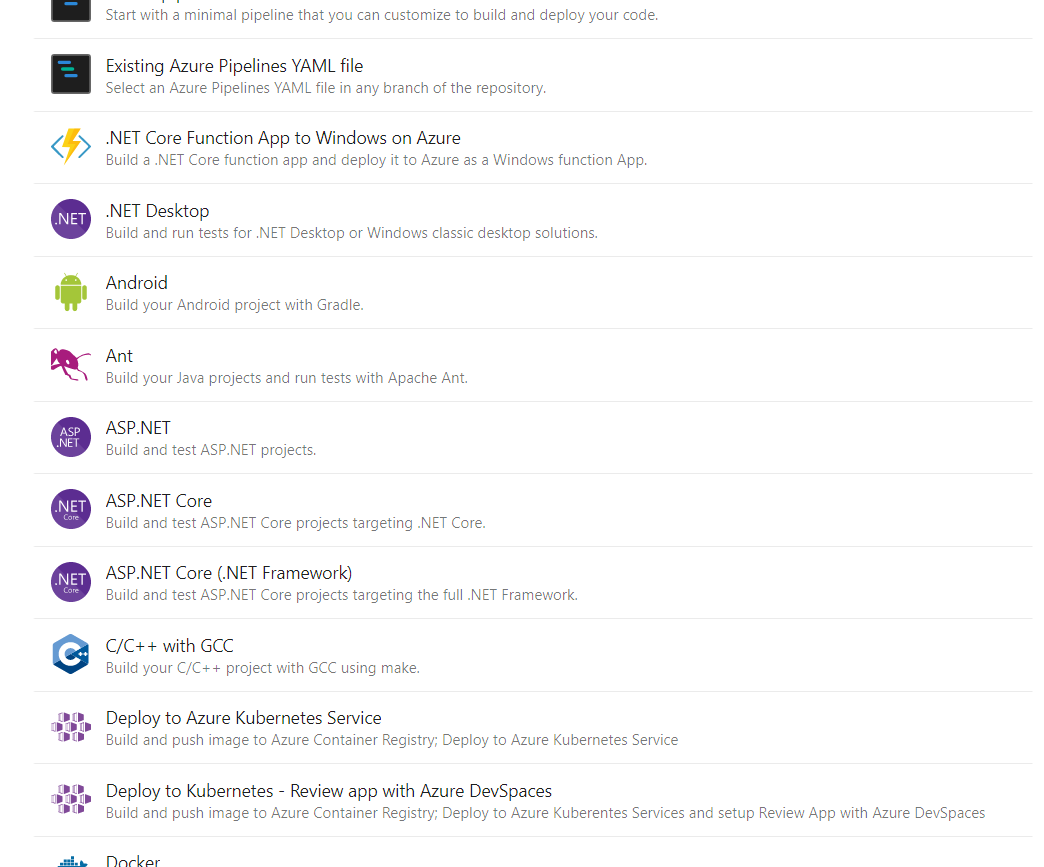 Start with a minimal pipeline that you can customize to build and deploy your code.
Existing Azure Pipelines YAML file
Select an Azure Pipelines YAML file in any branch of the repository.
.NET Core Function App to Windows on Azure
Build a .NET Core function app and deploy it to Azure as a Windows function App.
.NET
.NET Desktop
Build and run tests for .NET Desktop or Windows classic desktop solutions.
Android
Build your Android project with Gradle.
Ant
Build your Java projects and run tests with Apache Ant.
ASP
.NET
ASP.NET
Build and test ASP.NET projects.
.NET
Core
ASP.NET Core
Build and test ASP.NET Core projects targeting .NET Core.
.NET
Core
ASP.NET Core (.NET Framework)
Build and test ASP.NET Core projects targeting the full .NET Framework.
C++
C/C++ with GCC
Build your C/C++ project with GCC using make.
Deploy to Azure Kubernetes Service
Build and push image to Azure Container Registry; Deploy to Azure Kubernetes Service
Deploy to Kubernetes - Review app with Azure DevSpaces
Build and push image to Azure Container Registry; Deploy to Azure Kuberentes Services and setup Review App with Azure DevSpaces
Docker